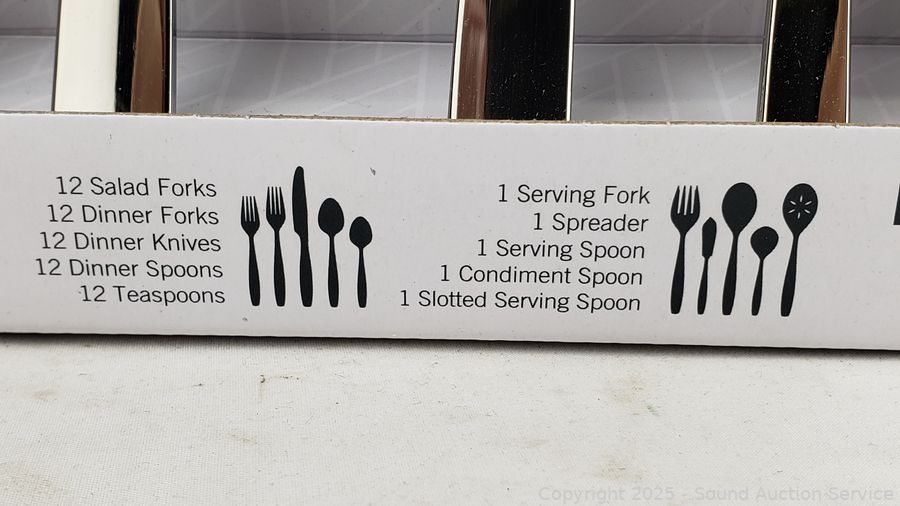 12 Salad Forks
12 Dinner Forks
12 Dinner Knives
12 Dinner Spoons
12 Teaspoons
1 Serving Fork
1 Spreader
1 Serving Spoon
1 Condiment Spoon
1 Slotted Serving Spoon
Copyright 2025 - Sound Auction Service